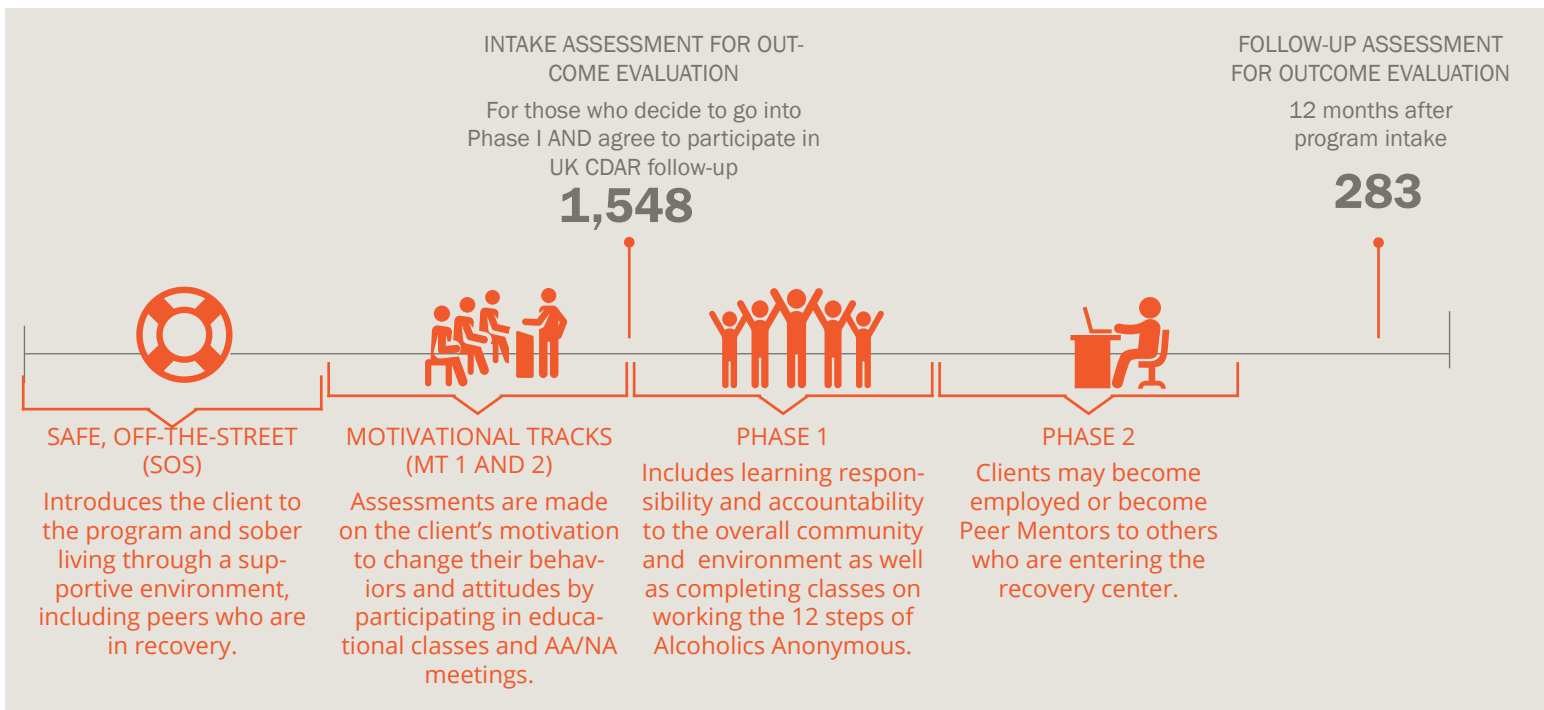 INTAKE ASSESSMENT FOR OUT-
COME EVALUATION
For those who decide to go into
Phase I AND agree to participate in
UK CDAR follow-up
1,548
FOLLOW-UP ASSESSMENT
FOR OUTCOME EVALUATION
12 months after
program intake
283
SAFE, OFF-THE-STREET
(SOS)
Introduces the client to
the program and sober
living through a sup-
portive environment,
including peers who are
in recovery.
MOTIVATIONAL TRACKS
(MT 1 AND 2)
Assessments are made
on the client’s motivation
to change their behav-
iors and attitudes by
participating in educa-
tional classes and AA/NA
meetings.
PHASE 1
Includes learning respon-
sibility and accountability
to the overall community
and  environment as well
as completing classes on
working the 12 steps of
Alcoholics Anonymous.
PHASE 2
Clients may become
employed or become
Peer Mentors to others
who are entering the
recovery center.